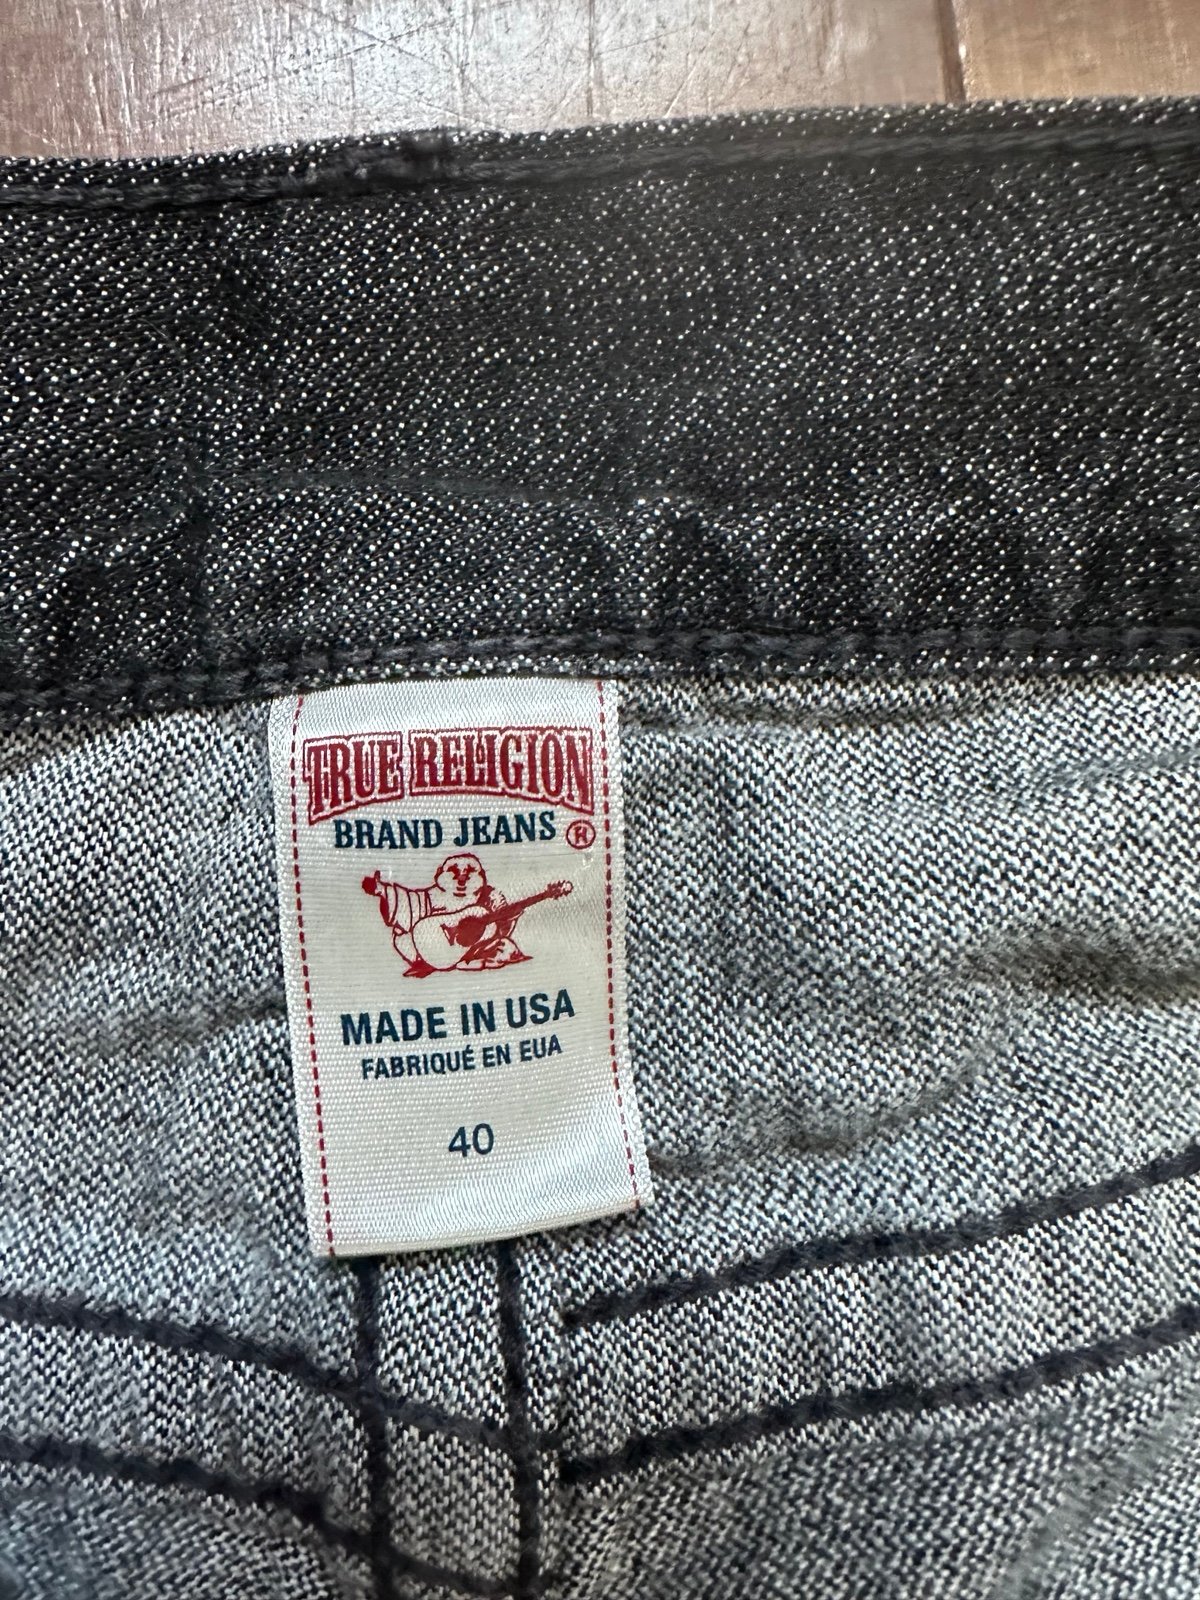 TRUE RELIGION
BRAND JEANS ®
MADE IN USA
FABRIQUÉ EN EUA
40